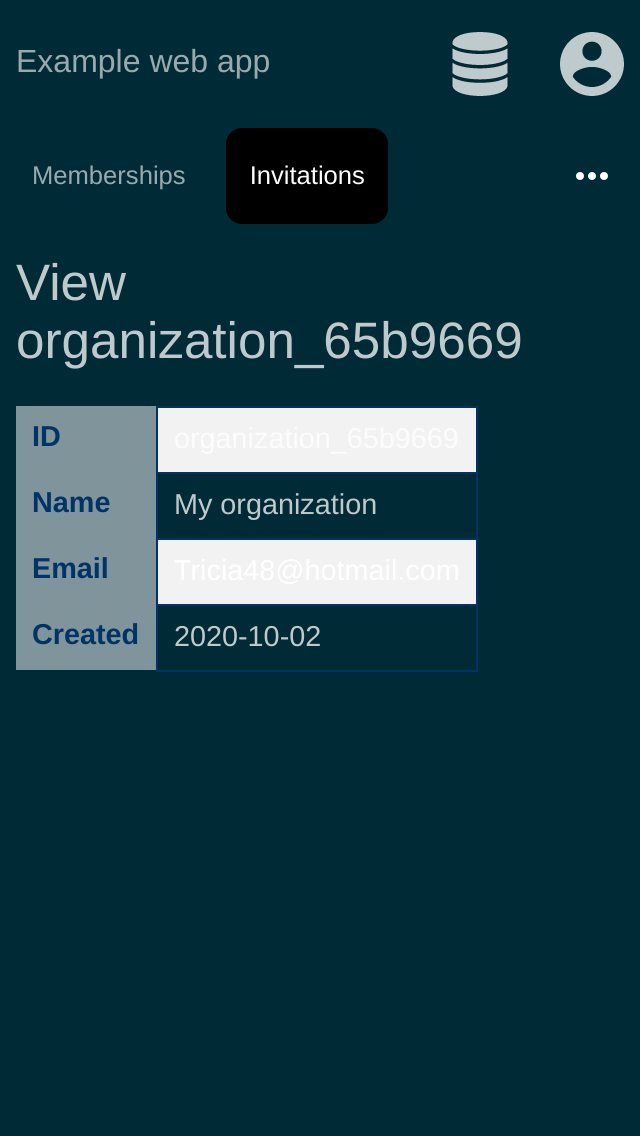 Example web app
Memberships Invitations
View
organization_65b9669
ID organization_65b9669
Name My organization
Email Tricia48@hotmail.com
Created 2020-10-02